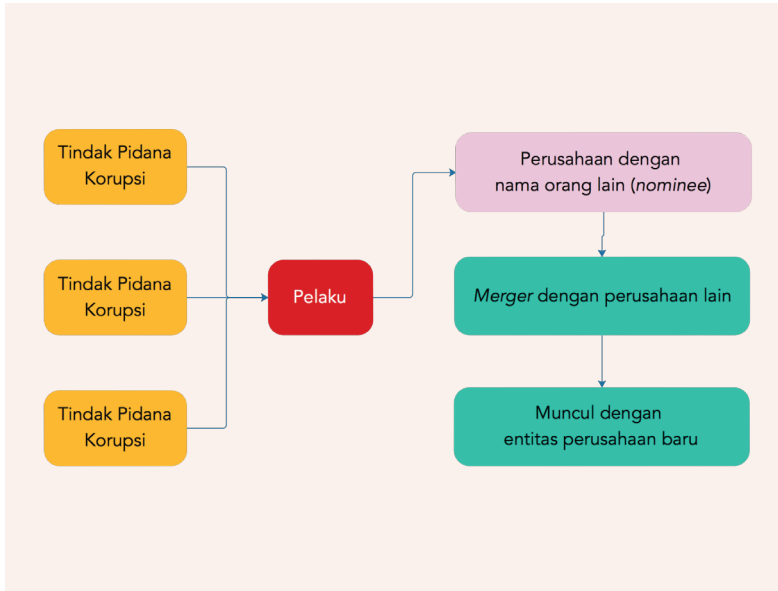 Tindak Pidana
Korupsi
Tindak Pidana
Korupsi
Tindak Pidana
Korupsi
Pelaku
Perusahaan dengan
nama orang lain (nominee)
Merger dengan perusahaan lain
Muncul dengan
entitas perusahaan baru